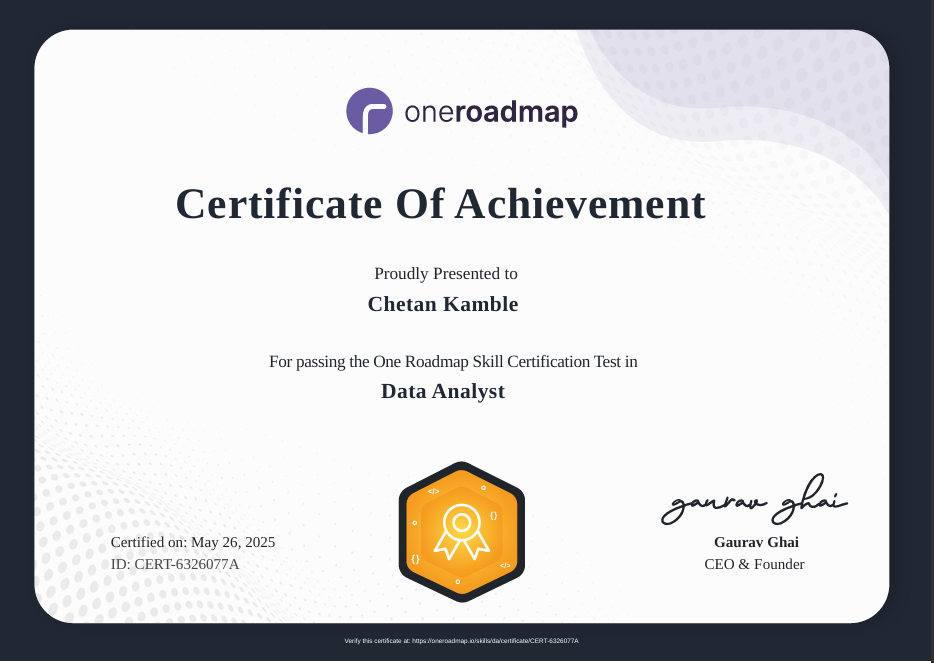 oneroadmap
Certificate Of Achievement
Proudly Presented to
Chetan Kamble
For passing the One Roadmap Skill Certification Test in
Data Analyst
</>
{}
{}
</>
gaurav ghai
Certified on: May 26, 2025
ID: CERT-6326077A
Gaurav Ghai
CEO & Founder
Verify this certificate at: https://oneroadmap.io/skills/da/certificate/CERT-6326077A